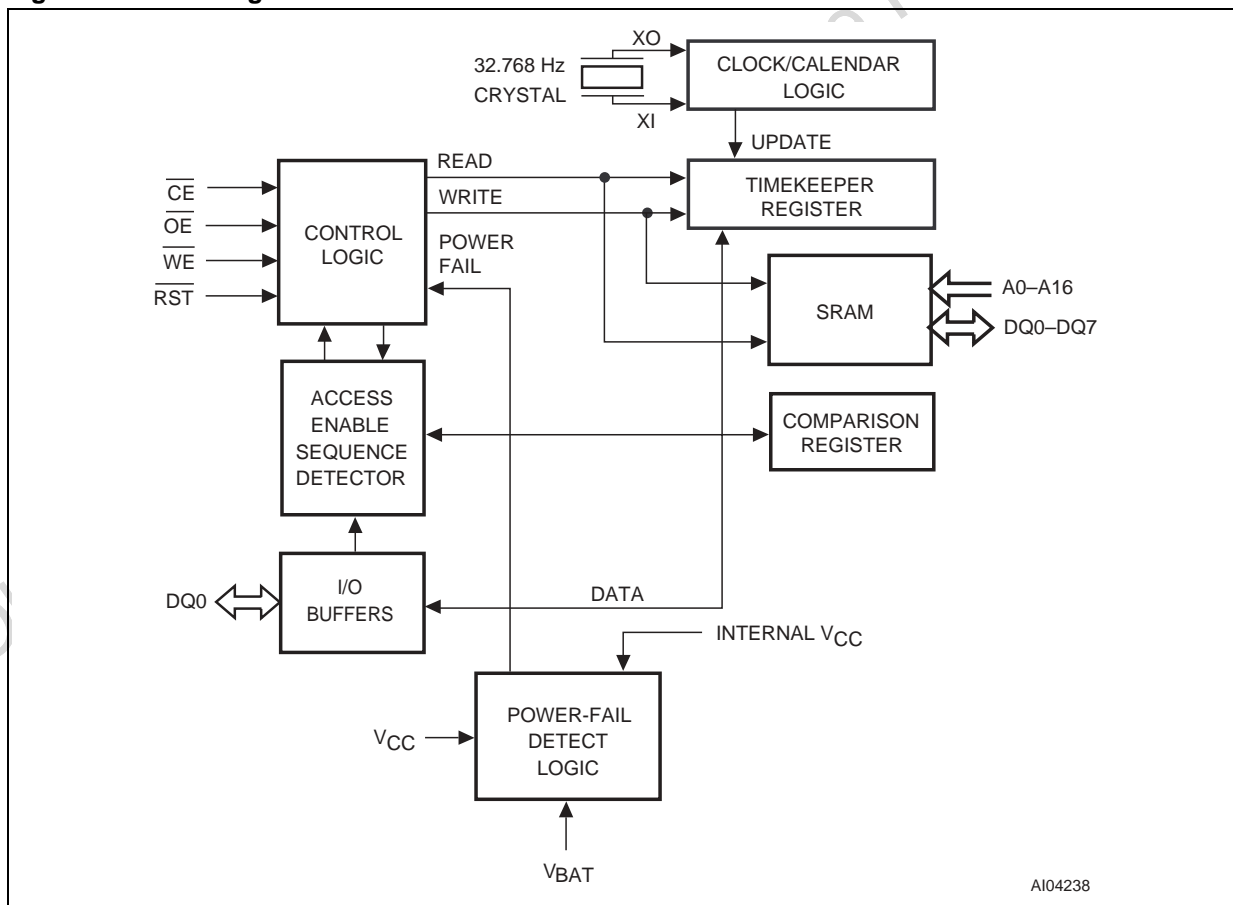 XO
32.768 Hz
CRYSTAL
XI
CLOCK/CALENDAR
LOGIC
UPDATE
READ
WRITE
POWER
FAIL
TIMEKEEPER
REGISTER
CE
OE
WE
RST
CONTROL
LOGIC
SRAM
A0–A16
DQ0–DQ7
ACCESS
ENABLE
SEQUENCE
DETECTOR
COMPARISON
REGISTER
DQ0
I/O
BUFFERS
DATA
INTERNAL VCC
VCC
POWER-FAIL
DETECT
LOGIC
VBAT
AI04238